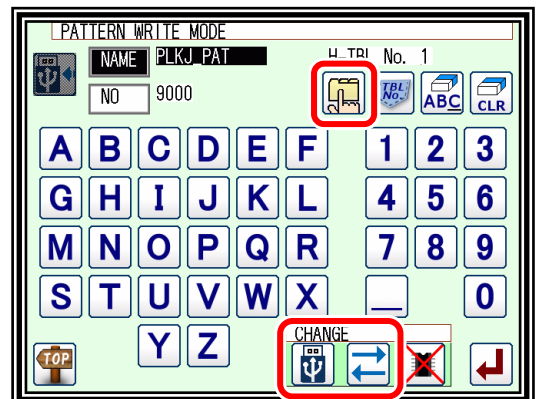 PATTERN WRITE MODE
NAME PLKJ_PAT H-TBL No. 1
NO 9000
TBL No. ABC CLR
A B C D E F 1 2 3
G H I J K L 4 5 6
M N O P Q R 7 8 9
S T U V W X _ 0
Y Z
CHANGE
TOP